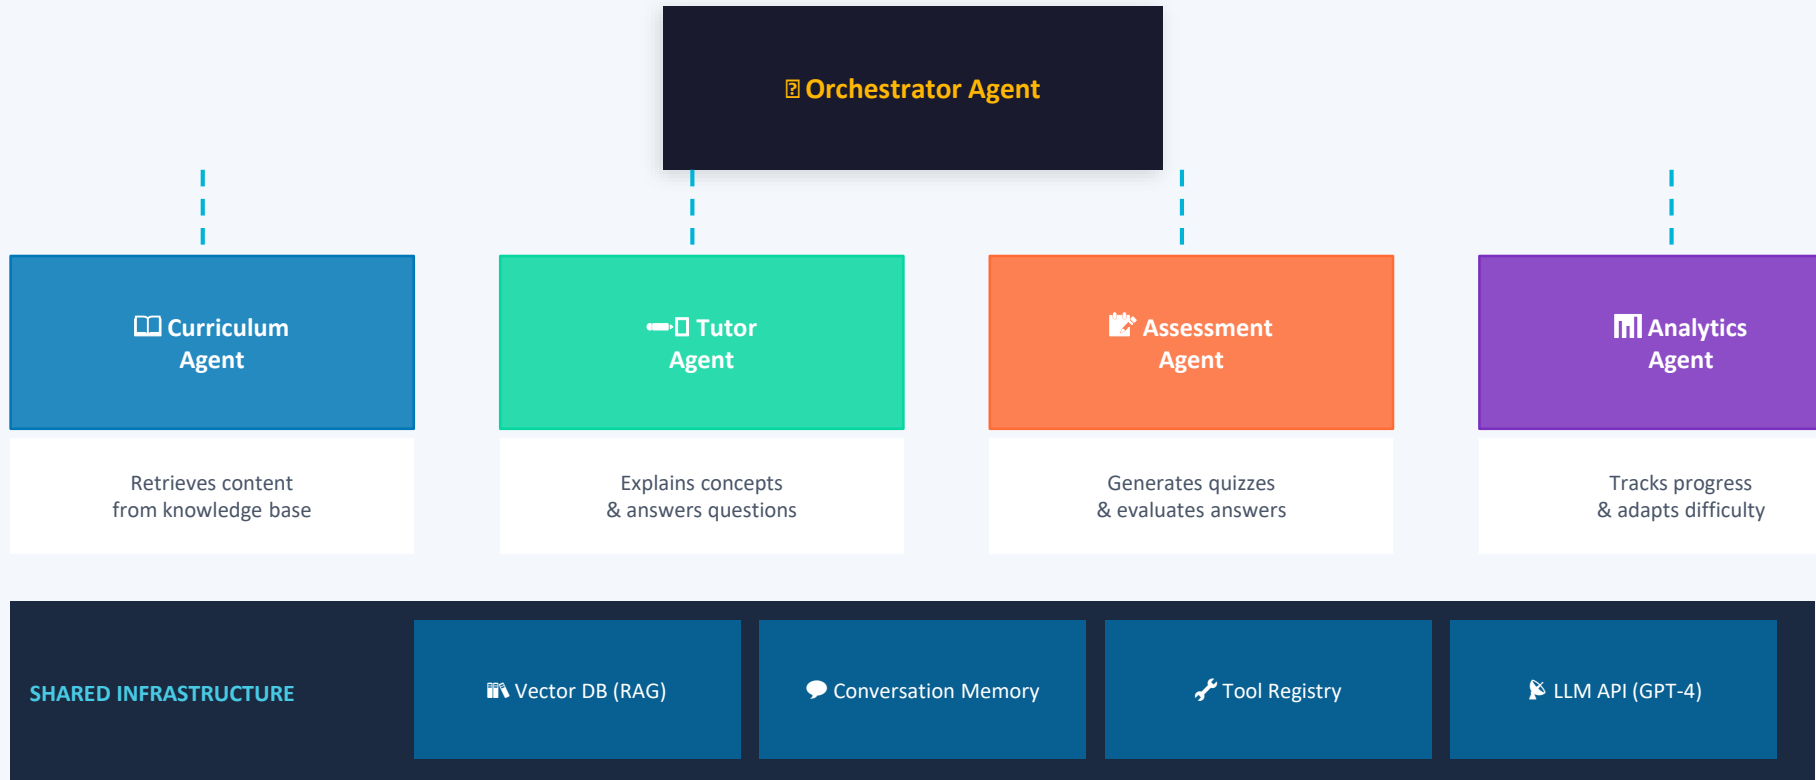 Orchestrator Agent
Curriculum
Agent
Tutor
Agent
Assessment
Agent
Analytics
Agent
Retrieves content
from knowledge base
Explains concepts
& answers questions
Generates quizzes
& evaluates answers
Tracks progress
& adapts difficulty
SHARED INFRASTRUCTURE
Vector DB (RAG)
Conversation Memory
Tool Registry
LLM API (GPT-4)